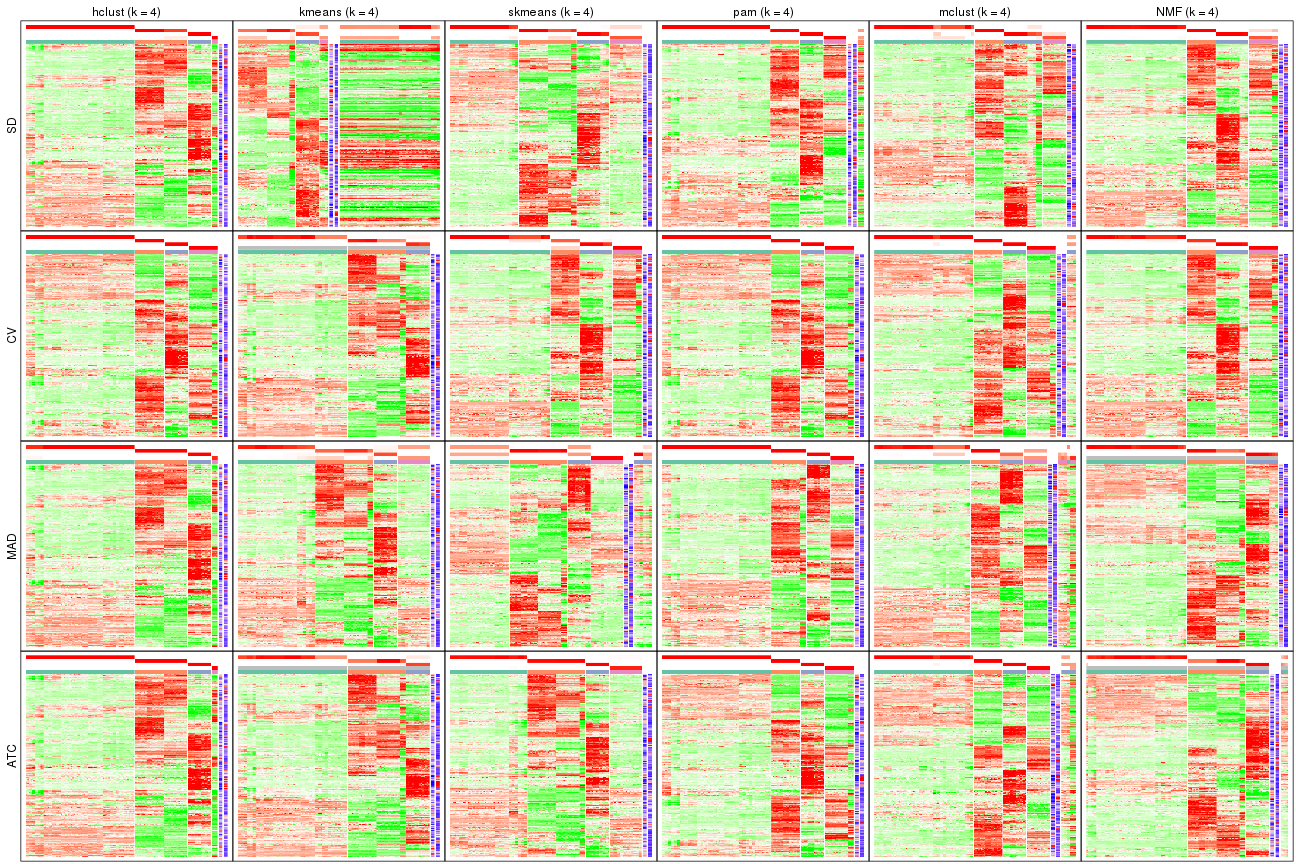 hclust (k = 4) kmeans (k = 4) skmeans (k = 4) pam (k = 4) mclust (k = 4) NMF (k = 4)
SD
CV
MAD
ATC